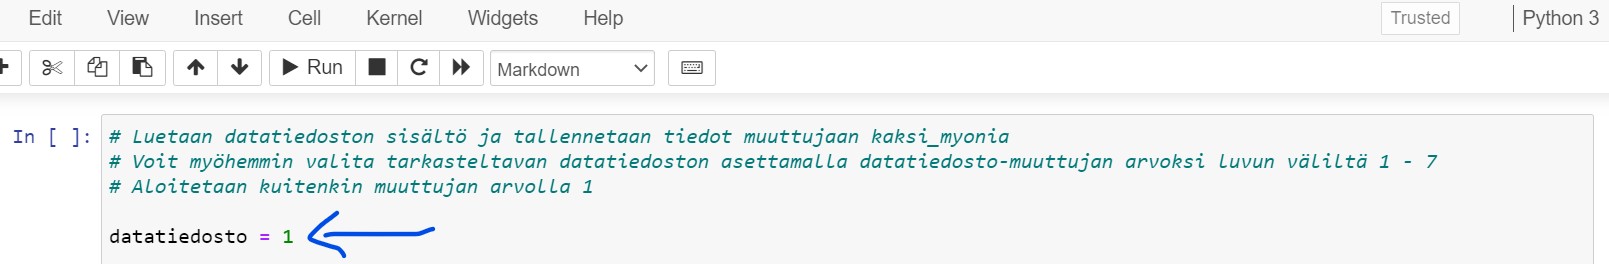 Edit View Insert Cell Kernel Widgets Help Trusted Python 3
Run Markdown
In [ ]: # Luetaan datatiedoston sisältö ja tallennetaan tiedot muuttujaan kaksi_myonia
# Voit myöhemmin valita tarkasteltavan datatiedoston asettamalla datatiedosto-muuttujan arvoksi luvun väliltä 1 - 7
# Aloitetaan kuitenkin muuttujan arvolla 1
datatiedosto = 1